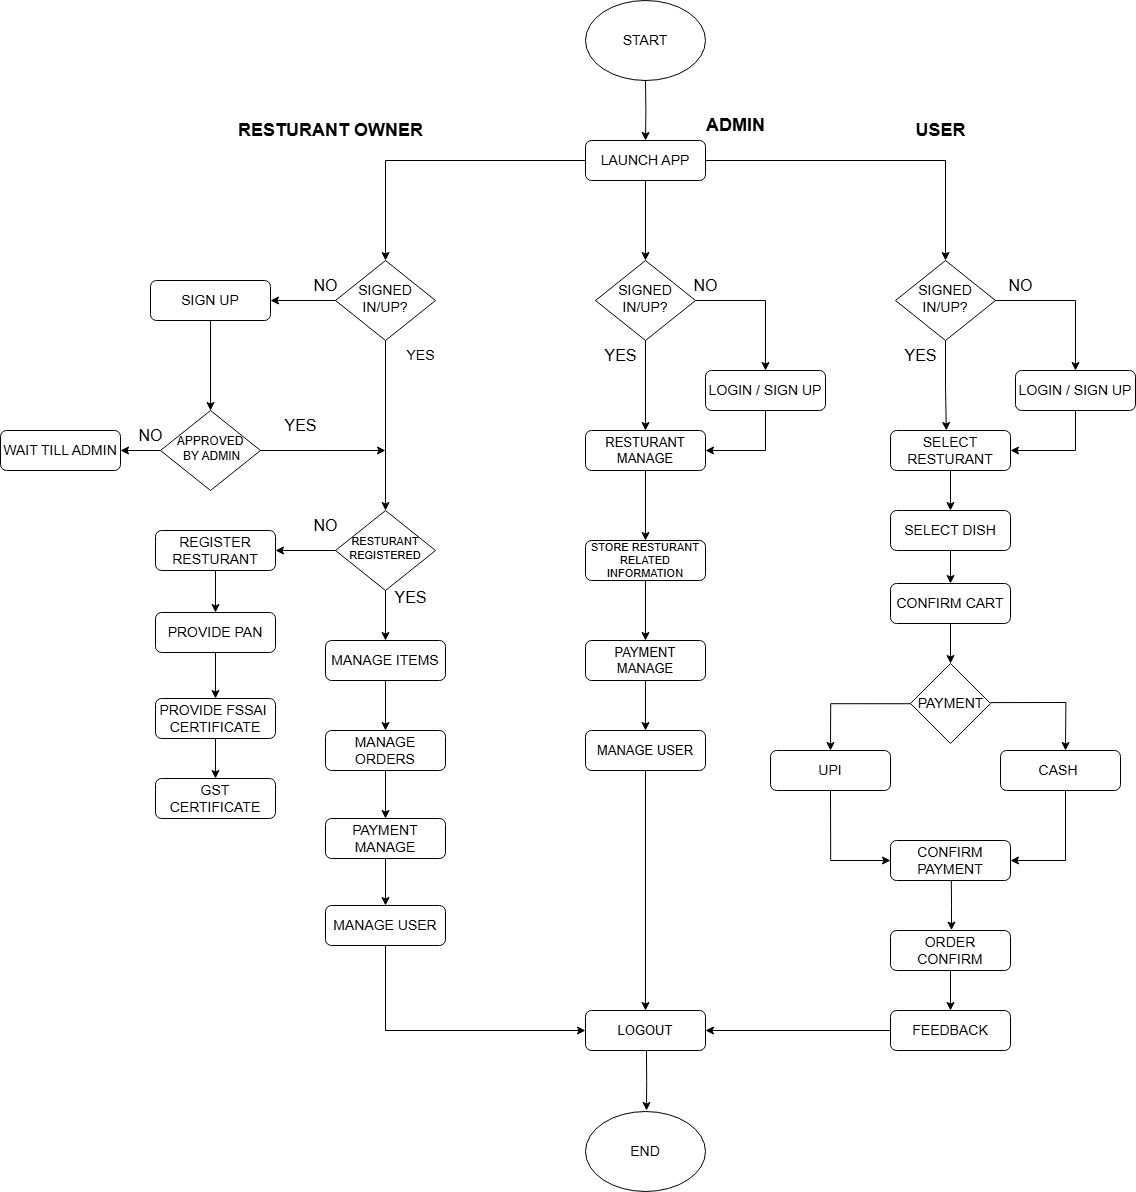 START
RESTURANT OWNER
ADMIN
USER
LAUNCH APP
NO
SIGNED
IN/UP?
SIGN UP
YES
NO
SIGNED
IN/UP?
YES
LOGIN / SIGN UP
NO
SIGNED
IN/UP?
YES
LOGIN / SIGN UP
WAIT TILL ADMIN
NO
APPROVED
BY ADMIN
YES
RESTURANT
MANAGE
SELECT
RESTURANT
NO
RESTURANT
REGISTERED
YES
REGISTER
RESTURANT
PROVIDE PAN
PROVIDE FSSAI
CERTIFICATE
GST
CERTIFICATE
MANAGE ITEMS
MANAGE
ORDERS
PAYMENT
MANAGE
MANAGE USER
STORE RESTURANT
RELATED
INFORMATION
PAYMENT
MANAGE
MANAGE USER
SELECT DISH
CONFIRM CART
PAYMENT
UPI
CASH
CONFIRM
PAYMENT
ORDER
CONFIRM
FEEDBACK
LOGOUT
END